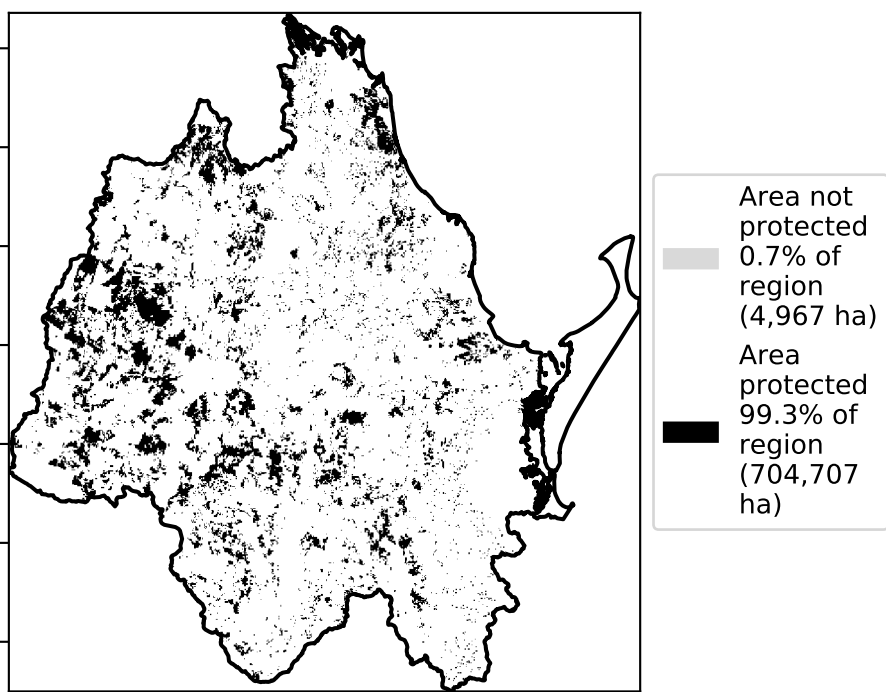 Area not
protected
0.7% of
region
(4,967 ha)
Area
protected
99.3% of
region
(704,707
ha)